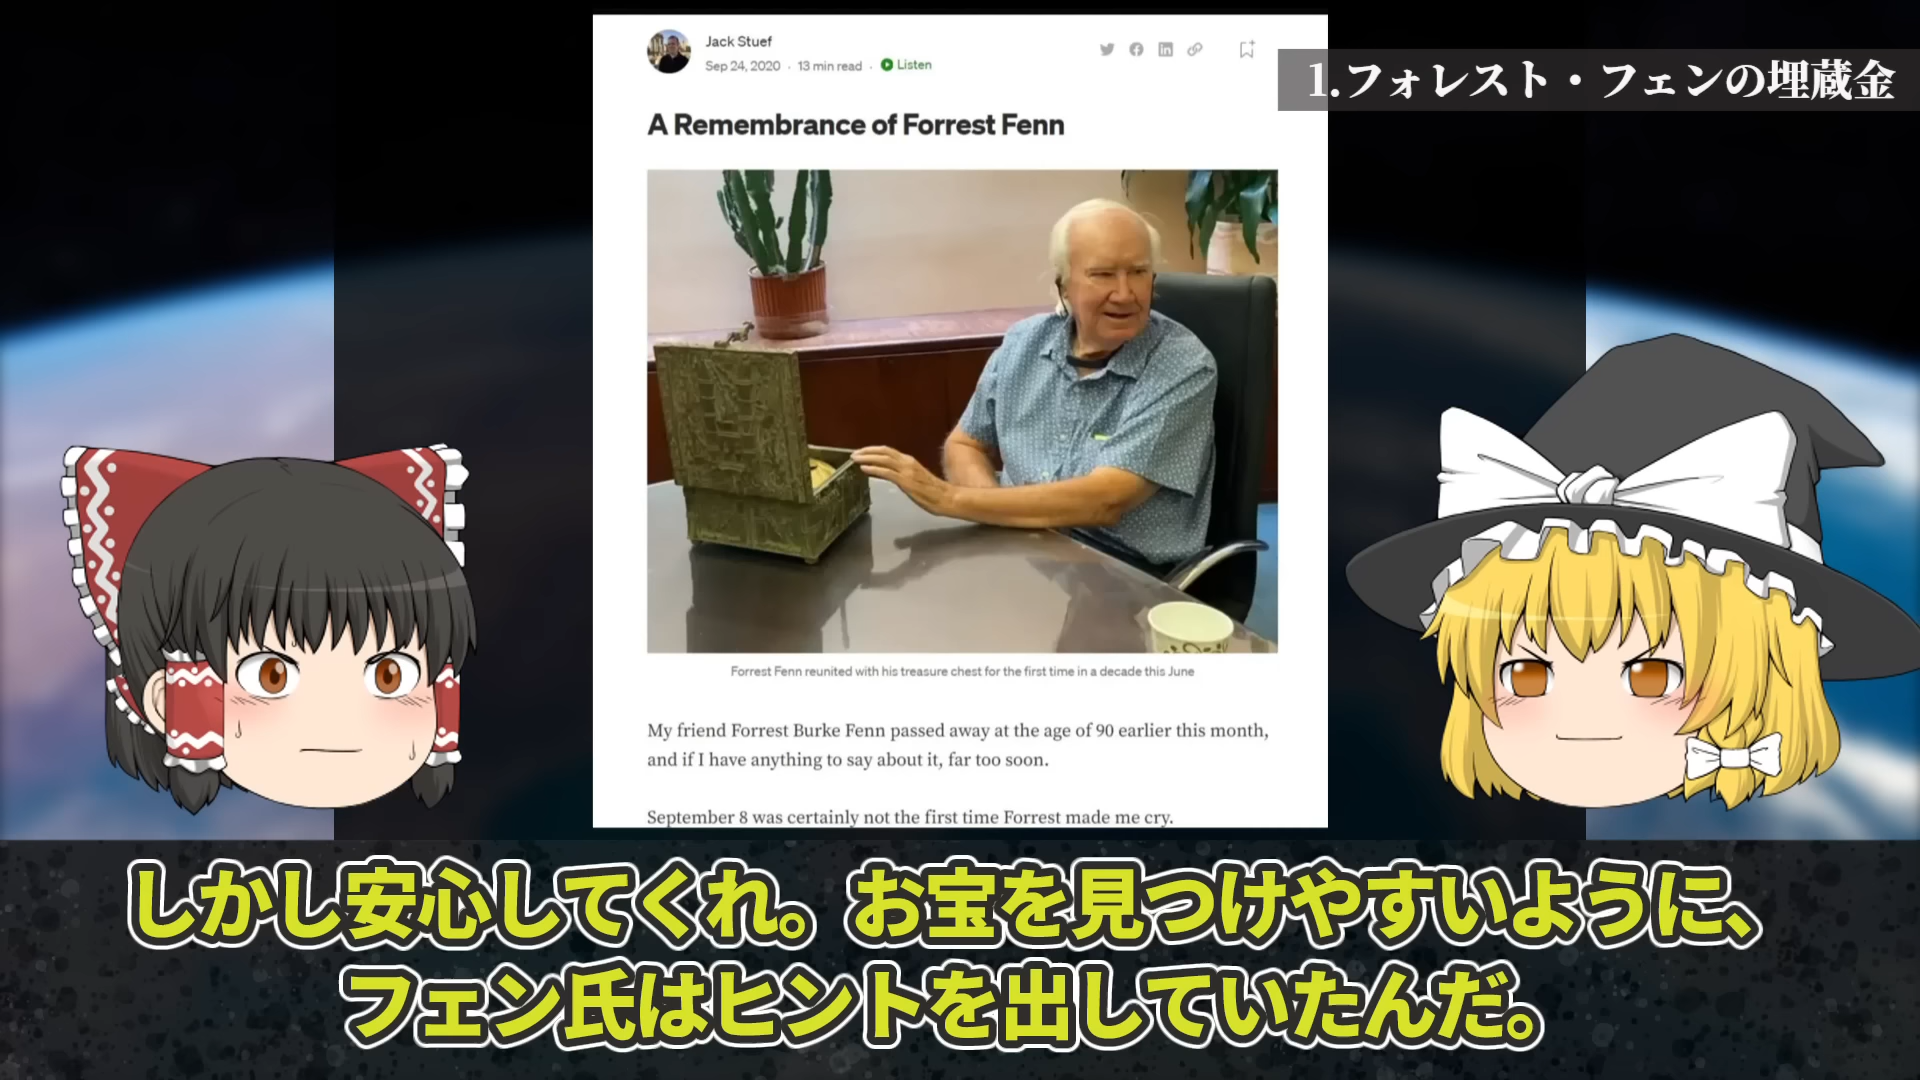 Jack Stuef
Sep 24, 2020 · 13 min read · Listen
1.フォレスト・フェンの埋蔵金
A Remembrance of Forrest Fenn
Forrest Fenn reunited with his treasure chest for the first time in a decade this June
My friend Forrest Burke Fenn passed away at the age of 90 earlier this month,
and if I have anything to say about it, far too soon.
September 8 was certainly not the first time Forrest made me cry.
しかし安心してくれ。お宝を見つけやすいように、
フェン氏はヒントを出していたんだ。